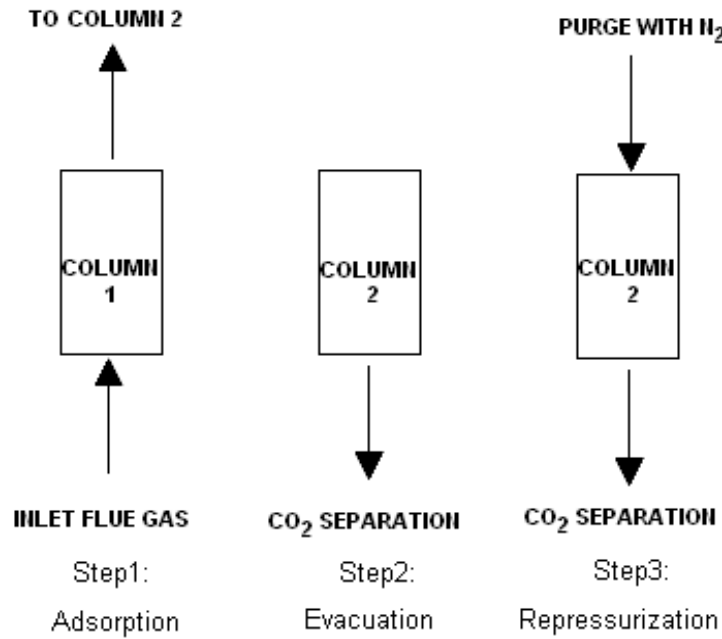 TO COLUMN 2
PURGE WITH N2
COLUMN
1
COLUMN
2
COLUMN
2
INLET FLUE GAS
CO2 SEPARATION
CO2 SEPARATION
Step1:
Step2:
Step3:
Adsorption
Evacuation
Repressurization